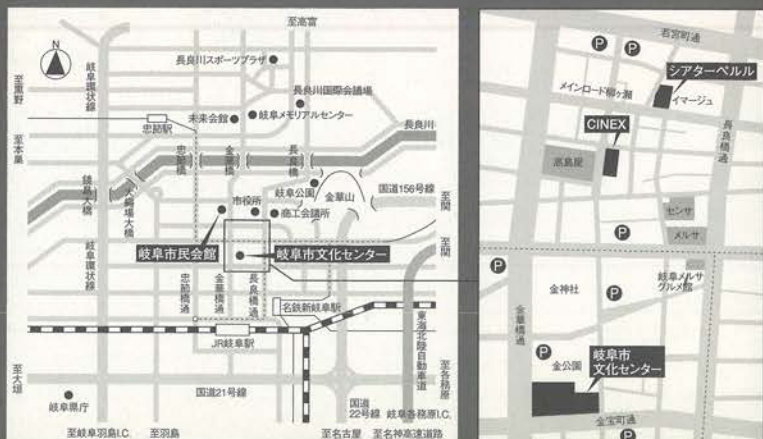 至高富
N
長良川スポーツプラザ
岐阜環状線
長良川国際会議場
未来会館
岐阜メモリアルセンター
忠節駅
長良川
至本巣
忠節橋
金華橋
長良橋
鏡島大橋
大縄場大橋
岐阜公園
金華山
国道156号線
至関
市役所
商工会議所
岐阜市民会館
岐阜市文化センター
至関
岐阜環状線
忠節橋通
金華橋通
長良橋通
名鉄新岐阜駅
JR岐阜駅
東海北陸自動車道
至各務原
至大垣
国道21号線
岐阜県庁
国道
22号線
岐阜各務原I.C.
至岐阜羽島I.C.
至羽島
至名古屋
至名神高速道路
若宮町通
P
P
シアターペルル
メインロード柳ヶ瀬
イマージュ
CINEX
長良橋通
高島屋
センサ
メルサ
P
P
岐阜メルサ
グルメ館
金神社
P
金華橋通
P
金公園
岐阜市
文化センター
金宝町通
P